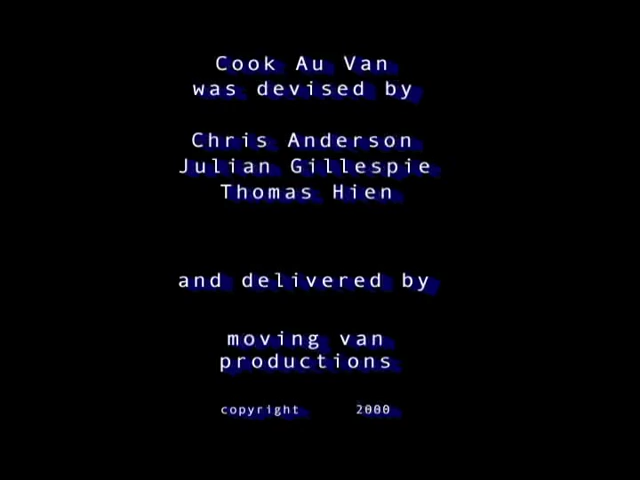 Cook Au Van
was devised by
Chris Anderson
Julian Gillespie
Thomas Hien
and delivered by
moving van
productions
copyright 2000